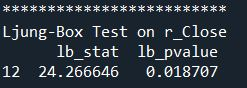 *************************
Ljung-Box Test on r_Close
lb_stat lb_pvalue
12 24.266646 0.018707